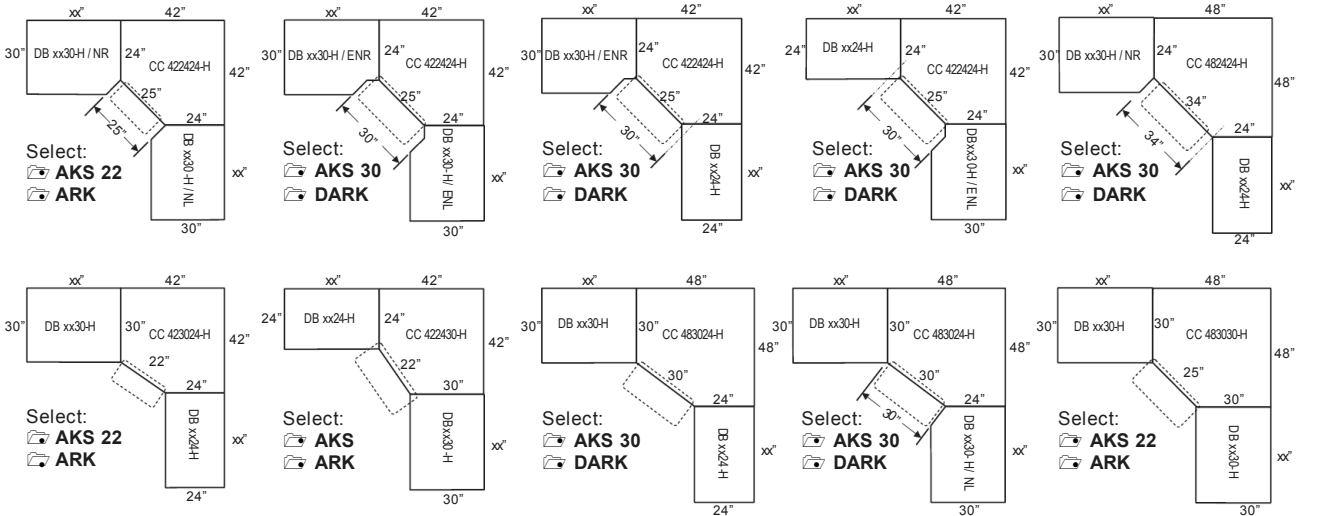 xx”
42”
30”
DB xx30-H / NR
24”
CC 422424-H
42”
25”
24”
25”
DB xx30-H / NL
xx”
30”
Select:
AKS 22
ARK
xx”
42”
30”
DB xx30-H / ENR
24”
CC 422424-H
42”
25”
24”
30”
DB xx30-H/ ENL
xx”
30”
Select:
AKS 30
DARK
xx”
42”
30”
DB xx30-H / ENR
24”
CC 422424-H
42”
25”
24”
30”
DB xx24-H
xx”
24”
Select:
AKS 30
DARK
xx”
42”
24”
DB xx24-H
24”
CC 422424-H
42”
25”
24”
30”
DBxx30-H / ENL
xx”
30”
Select:
AKS 30
DARK
xx”
48”
30”
DB xx30-H / NR
24”
CC 482424-H
48”
34”
24”
34”
DB xx24-H
xx”
24”
Select:
AKS 30
DARK
xx”
42”
30”
DB xx30-H
30”
CC 423024-H
42”
22”
24”
DB xx24-H
xx”
24”
Select:
AKS 22
ARK
xx”
42”
24”
DB xx24-H
24”
CC 422430-H
42”
22”
30”
DBxx30-H
xx”
30”
Select:
AKS
ARK
xx”
48”
30”
DB xx30-H
30”
CC 483024-H
48”
30”
24”
DB xx24-H
xx”
24”
Select:
AKS 30
DARK
xx”
48”
30”
DB xx30-H
30”
CC 483024-H
48”
30”
24”
30”
DB xx30-H/ NL
xx”
30”
Select:
AKS 30
DARK
xx”
48”
30”
DB xx30-H
30”
CC 483030-H
48”
25”
30”
DB xx30-H
xx”
30”
Select:
AKS 22
ARK